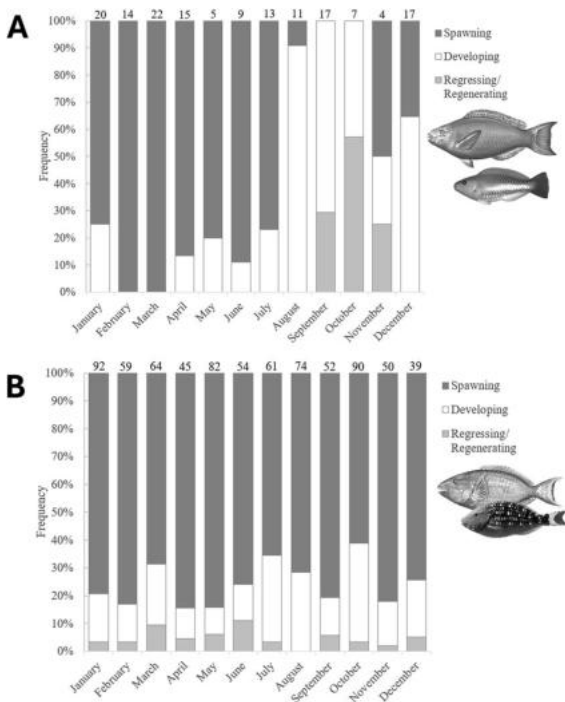 A
20 14 22 15 5 9 13 11 17 7 4 17
100%
90%
80%
70%
60%
50%
40%
30%
20%
10%
0%
Frequency
January February March April May June July August September October November December
Spawning
Developing
Regressing/
Regenerating
B
92 59 64 45 82 54 61 74 52 90 50 39
100%
90%
80%
70%
60%
50%
40%
30%
20%
10%
0%
Frequency
January February March April May June July August September October November December
Spawning
Developing
Regressing/
Regenerating